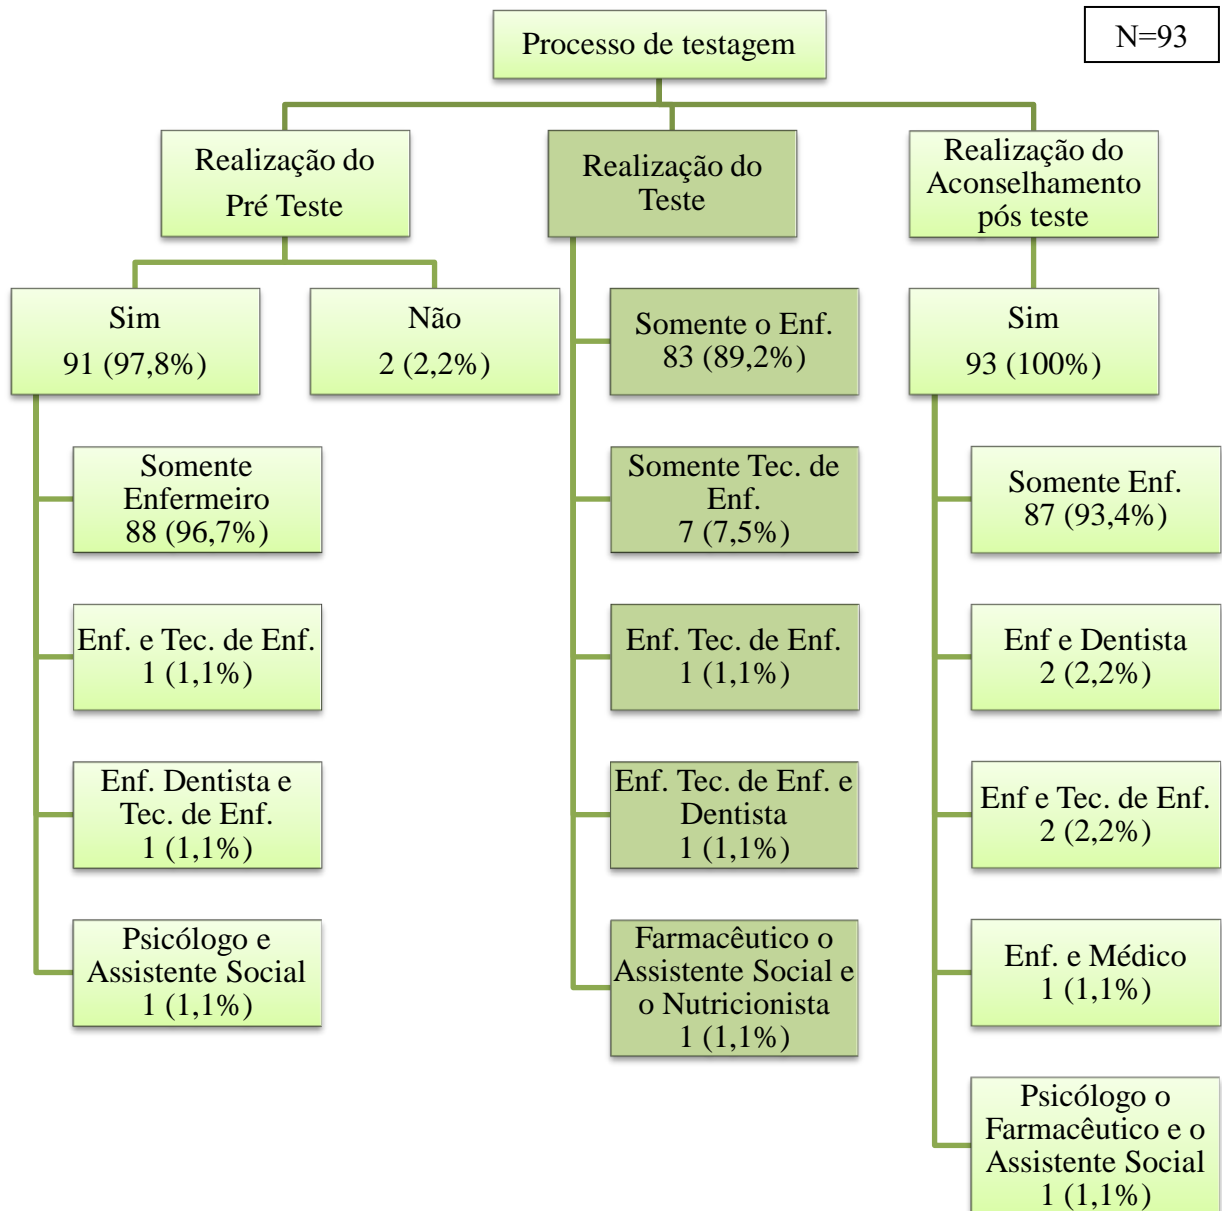 Processo de testagem
N=93
Realização do
Pré Teste
Sim
91 (97,8%)
Não
2 (2,2%)
Somente
Enfermeiro
88 (96,7%)
Enf. e Tec. de Enf.
1 (1,1%)
Enf. Dentista e
Tec. de Enf.
1 (1,1%)
Psicólogo e
Assistente Social
1 (1,1%)
Realização do
Teste
Somente o Enf.
83 (89,2%)
Somente Tec. de
Enf.
7 (7,5%)
Enf. Tec. de Enf.
1 (1,1%)
Enf. Tec. de Enf. e
Dentista
1 (1,1%)
Farmacêutico o
Assistente Social e
o Nutricionista
1 (1,1%)
Realização do
Aconselhamento
pós teste
Sim
93 (100%)
Somente Enf.
87 (93,4%)
Enf e Dentista
2 (2,2%)
Enf e Tec. de Enf.
2 (2,2%)
Enf. e Médico
1 (1,1%)
Psicólogo o
Farmacêutico e o
Assistente Social
1 (1,1%)